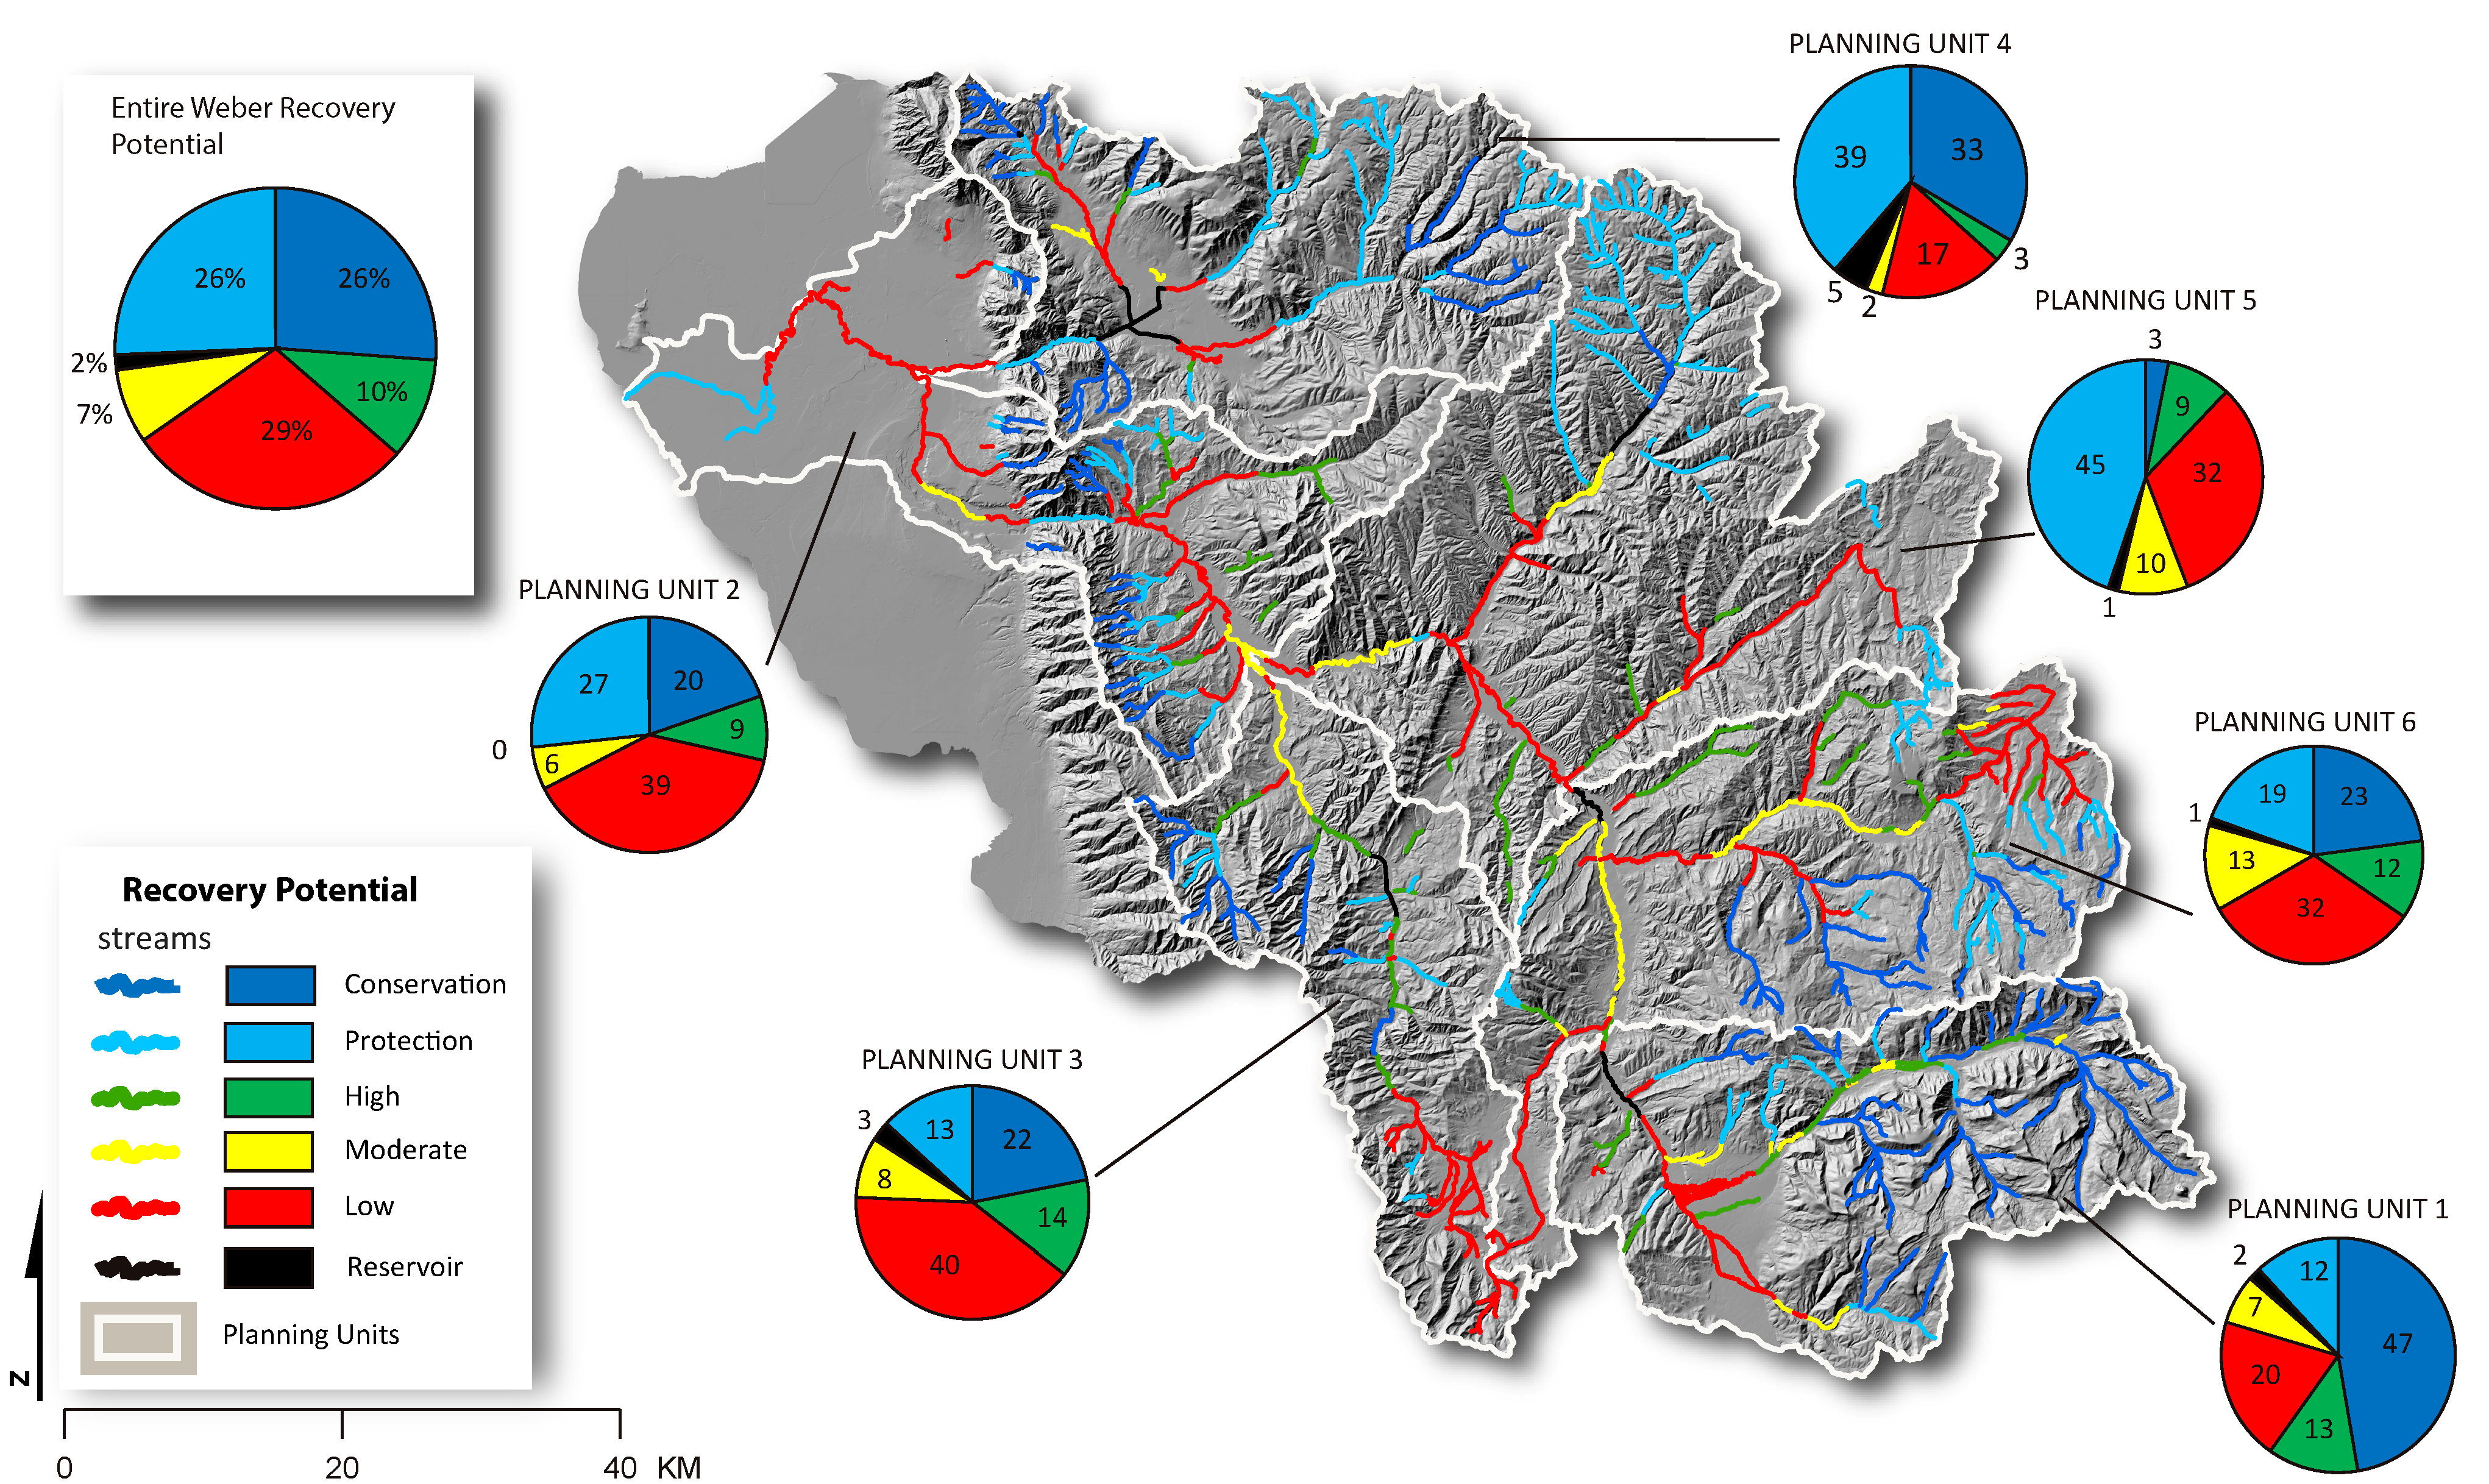 Entire Weber Recovery
Potential
26%
26%
2%
10%
7%
29%
PLANNING UNIT 4
39
33
17
3
5
2
PLANNING UNIT 5
3
9
45
32
10
1
PLANNING UNIT 2
27
20
9
0
6
39
PLANNING UNIT 6
19
23
1
13
12
32
PLANNING UNIT 3
3
13
22
8
14
40
PLANNING UNIT 1
2
12
7
47
20
13
Recovery Potential
streams
Conservation
Protection
High
Moderate
Low
Reservoir
Planning Units
N
0
20
40
KM